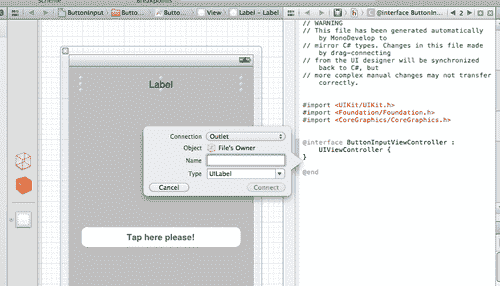 Scheme Breakpoints
ButtonInput View Label - Label @interface ButtonIn... 2
// WARNING
// This file has been generated automatically
by MonoDevelop to
// mirror C# types. Changes in this file made
by drag-connecting
// from the UI designer will be synchronized
back to C#, but
// more complex manual changes may not transfer
correctly.
#import <UIKit/UIKit.h>
#import <Foundation/Foundation.h>
#import <CoreGraphics/CoreGraphics.h>
@interface ButtonInputViewController :
UIViewController {
}
@end
Label
Connection Outlet
Object File's Owner
Name
Type UILabel
Cancel Connect
Tap here please!